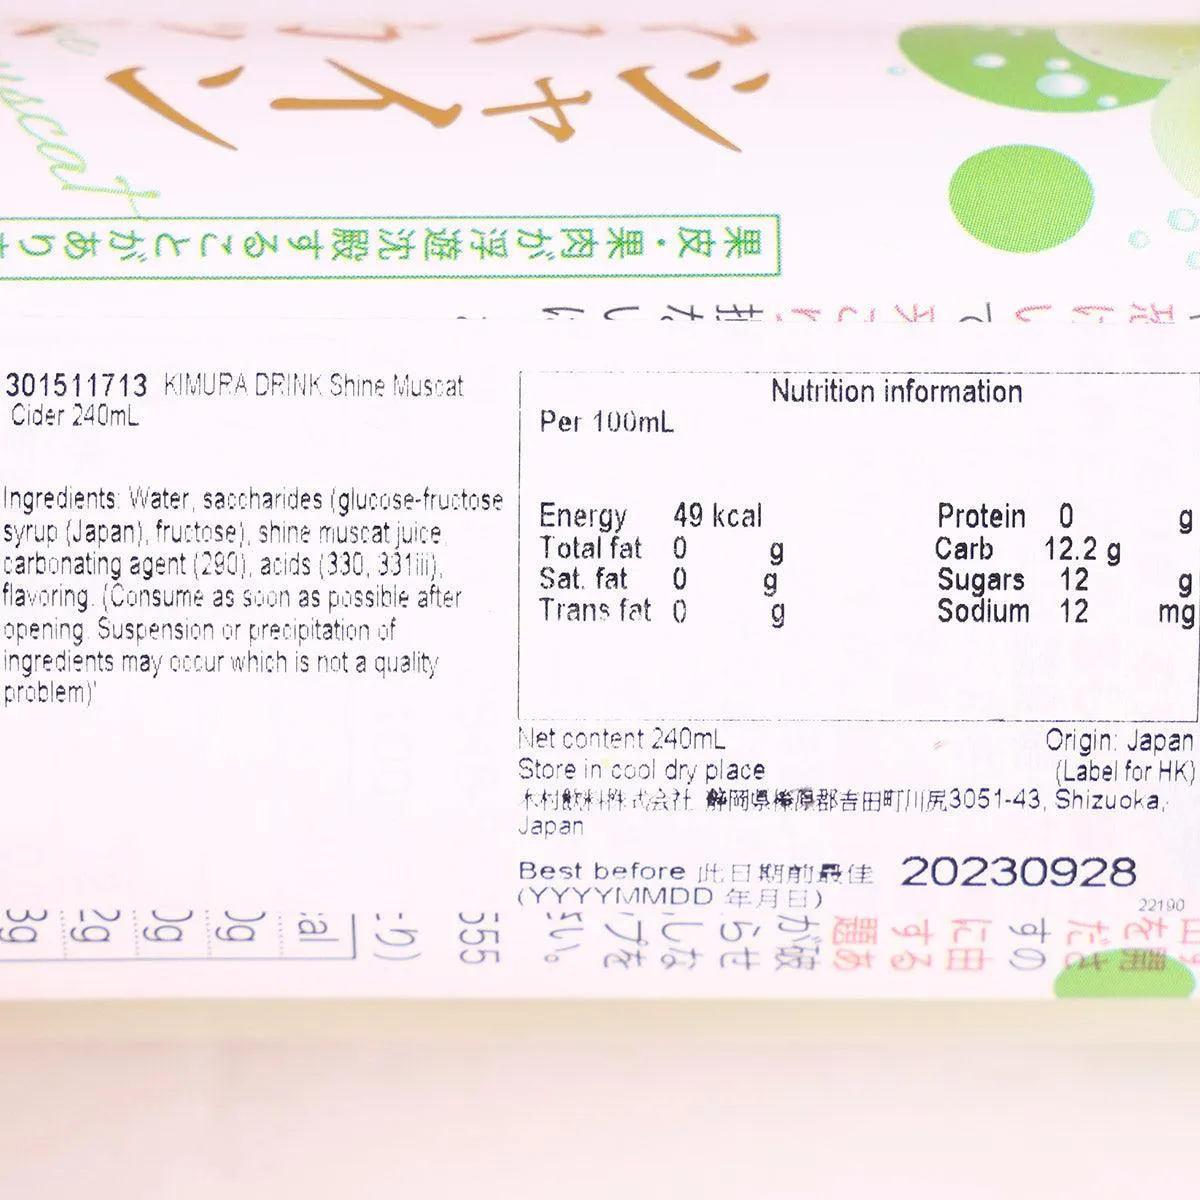 シャイン
muscat
果皮・果肉が浮遊沈殿することがあります
301511713 KIMURA DRINK Shine Muscat
Cider 240mL
Ingredients: Water, saccharides (glucose-fructose
syrup (Japan), fructose), shine muscat juice,
carbonating agent (290), acids (330, 331iii),
flavoring. (Consume as soon as possible after
opening. Suspension or precipitation of
ingredients may occur which is not a quality
problem)'
Nutrition information
Per 100mL
Energy 49 kcal
Total fat 0 g
Sat. fat 0 g
Trans fat 0 g
Protein 0 g
Carb 12.2 g
Sugars 12 g
Sodium 12 mg
Net content 240mL
Origin: Japan
Store in cool dry place
(Label for HK)
木村飲料株式会社 静岡県榛原郡吉田町川尻3051-43, Shizuoka,
Japan
Best before 此日期前最佳 20230928
(YYYYMMDD 年月日)
22190